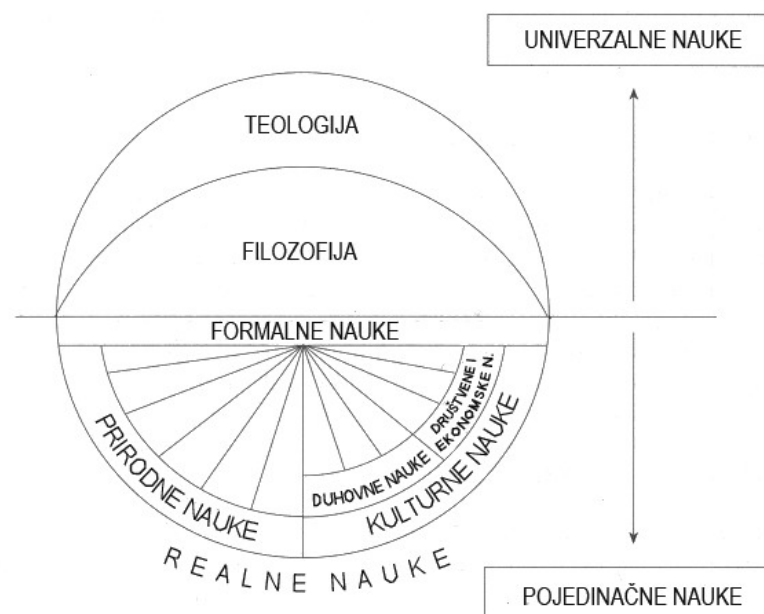 UNIVERZALNE NAUKE
TEOLOGIJA
FILOZOFIJA
FORMALNE NAUKE
PRIRODNE NAUKE
DUHOVNE NAUKE
DRUŠTVENE I
EKONOMSKE N.
KULTURNE NAUKE
REALNE NAUKE
POJEDINAČNE NAUKE